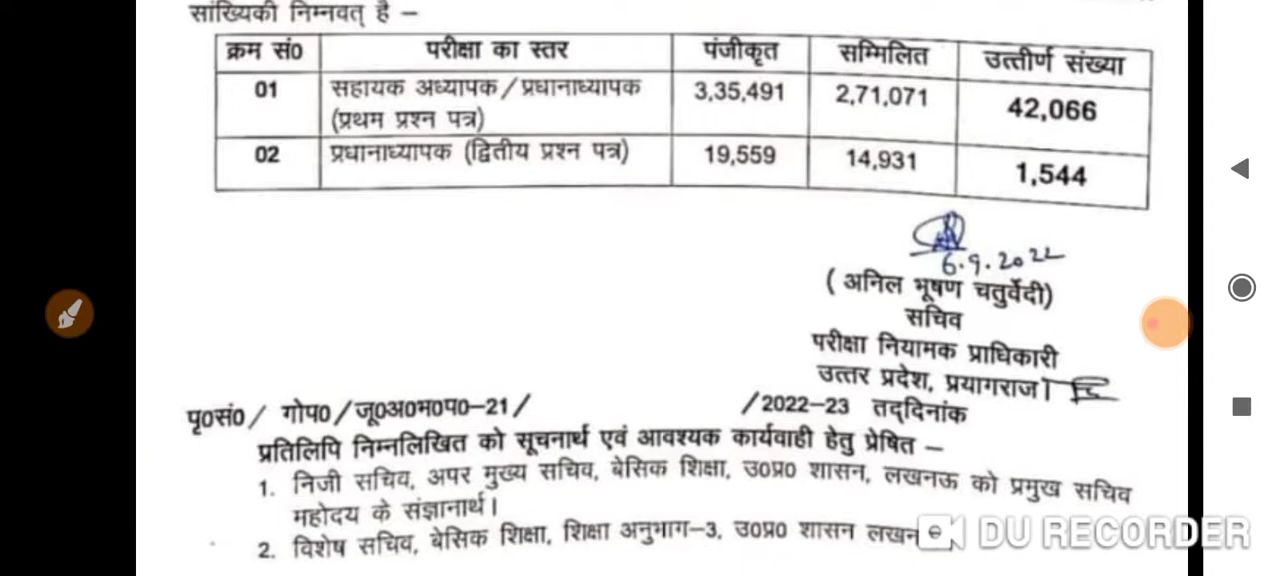 सांख्यिकी निम्नवत् है –
क्रम सं0 परीक्षा का स्तर पंजीकृत सम्मिलित उत्तीर्ण संख्या
01 सहायक अध्यापक/प्रधानाध्यापक (प्रथम प्रश्न पत्र) 3,35,491 2,71,071 42,066
02 प्रधानाध्यापक (द्वितीय प्रश्न पत्र) 19,559 14,931 1,544
6.9.2022
( अनिल भूषण चतुर्वेदी)
सचिव
परीक्षा नियामक प्राधिकारी
उत्तर प्रदेश, प्रयागराज।
पृ0सं0/ गोप0/जू0अ0म0प0-21/ /2022-23 तद्दिनांक
प्रतिलिपि निम्नलिखित को सूचनार्थ एवं आवश्यक कार्यवाही हेतु प्रेषित –
1. निजी सचिव, अपर मुख्य सचिव, बेसिक शिक्षा, उ0प्र0 शासन, लखनऊ को प्रमुख सचिव
महोदय के संज्ञानार्थ।
2. विशेष सचिव, बेसिक शिक्षा, शिक्षा अनुभाग-3, उ0प्र0 शासन
DU RECORDER